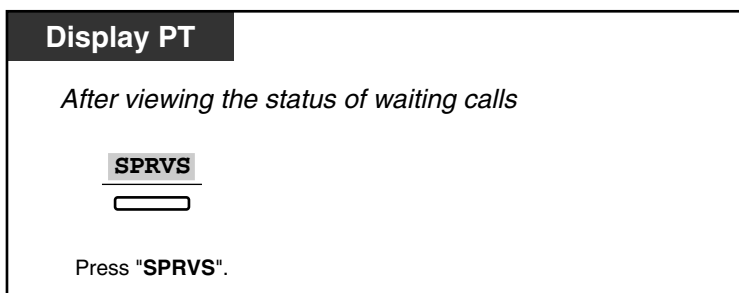 Display PT
After viewing the status of waiting calls
SPRVS
Press "SPRVS".